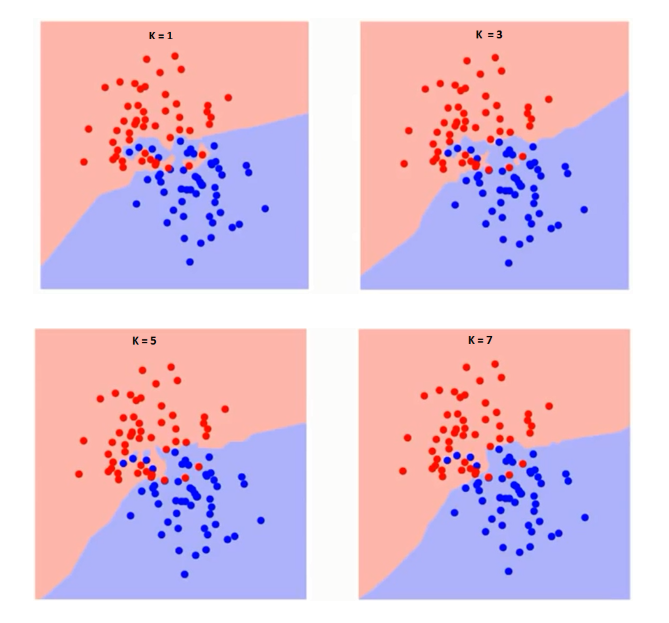 K = 1
K = 3
K = 5
K = 7